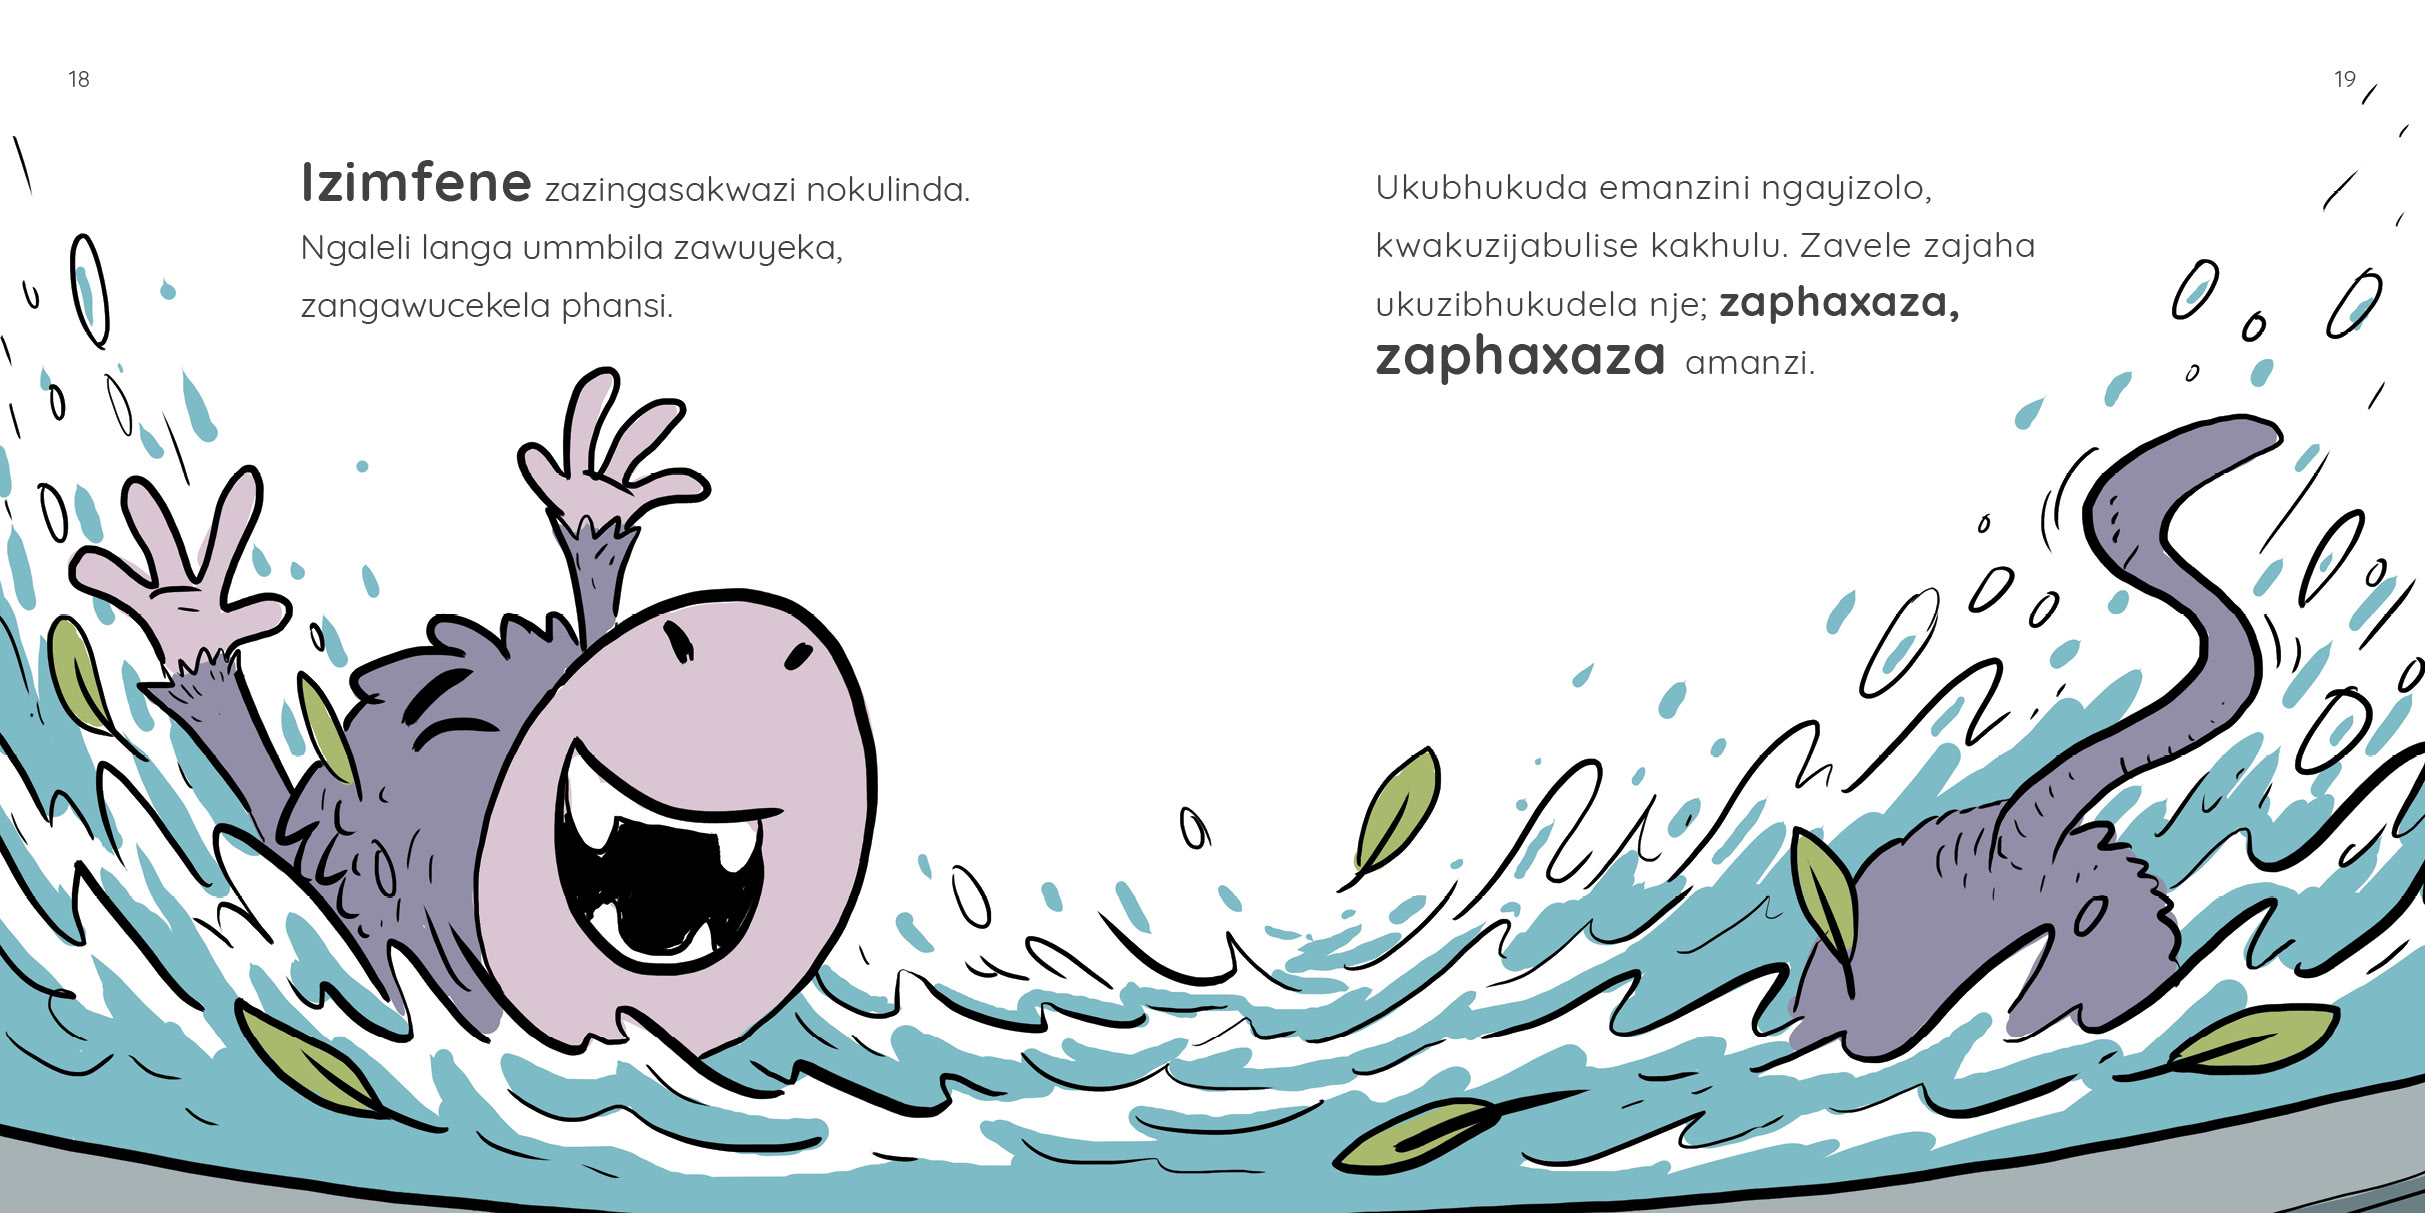 18
19
Izimfene zazingasakwazi nokulinda.
Ngaleli langa ummbila zawuyeka,
zangawucekela phansi.
Ukubhukuda emanzini ngayizolo,
kwakuzijabulise kakhulu. Zavele zajaha
ukuzibhukudela nje; zaphaxaza,
zaphaxaza amanzi.